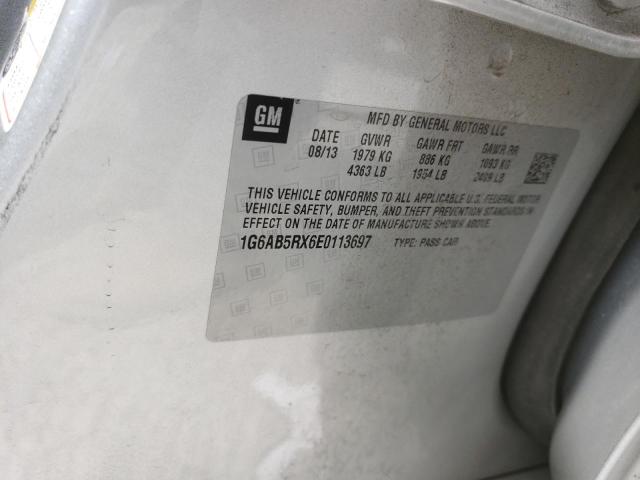 GM
MFD BY GENERAL MOTORS LLC
DATE GVWR GAWR FRT GAWR RR
08/13 1979 KG 886 KG 1093 KG
4363 LB 1954 LB 2409 LB
THIS VEHICLE CONFORMS TO ALL APPLICABLE U.S. FEDERAL MOTOR
VEHICLE SAFETY, BUMPER, AND THEFT PREVENTION STANDARDS IN
EFFECT ON THE DATE OF MANUFACTURE SHOWN ABOVE.
1G6AB5RX6E0113697 TYPE: PASS CAR